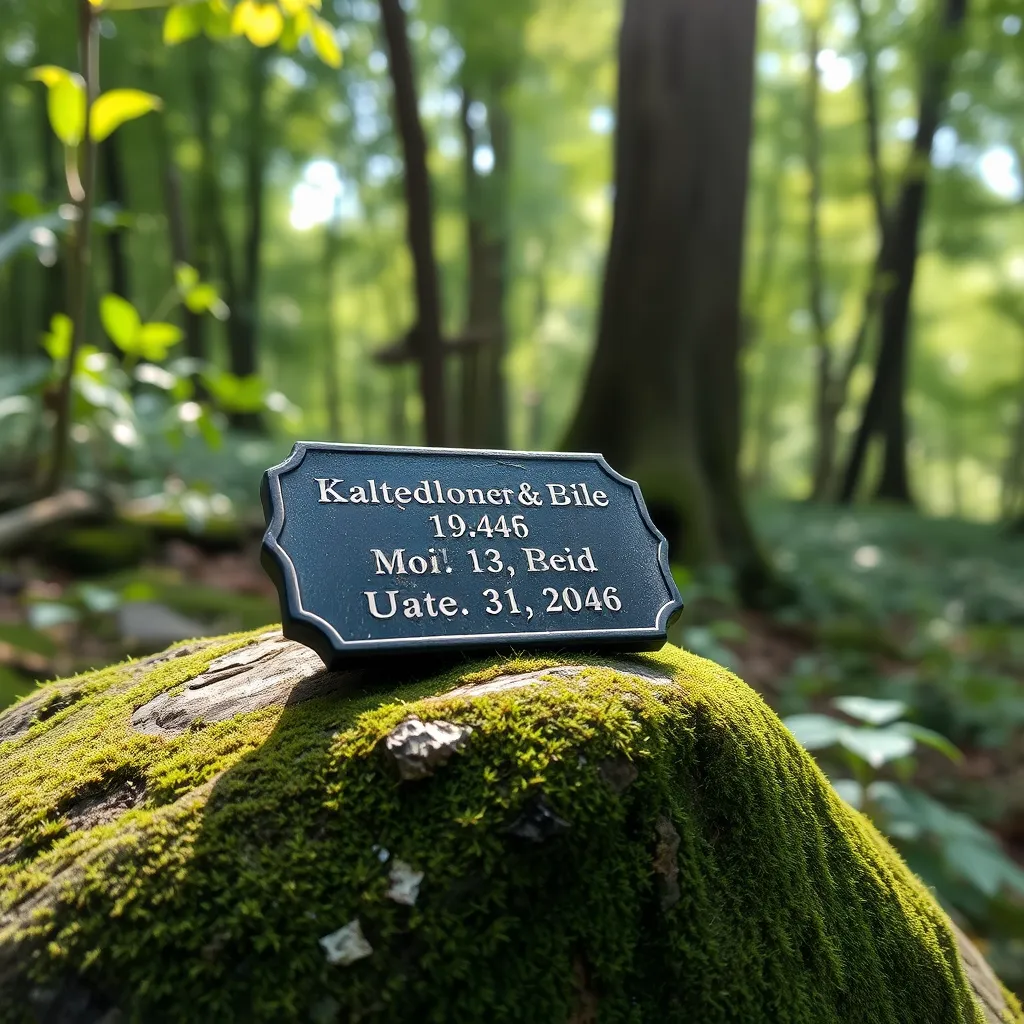 Kaltedloner & Bile
19.446
Moi!. 13, Beid
Uate. 31, 2046